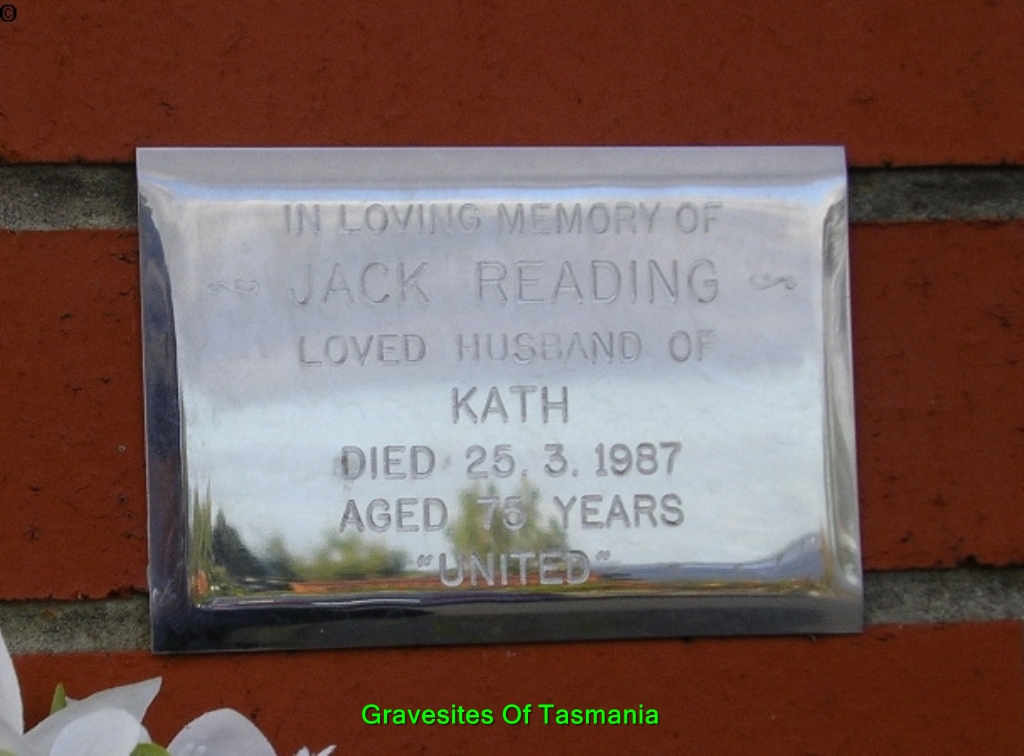 ©
IN LOVING MEMORY OF
JACK READING
LOVED HUSBAND OF
KATH
DIED 25. 3. 1987
AGED 75 YEARS
"UNITED"
Gravesites Of Tasmania